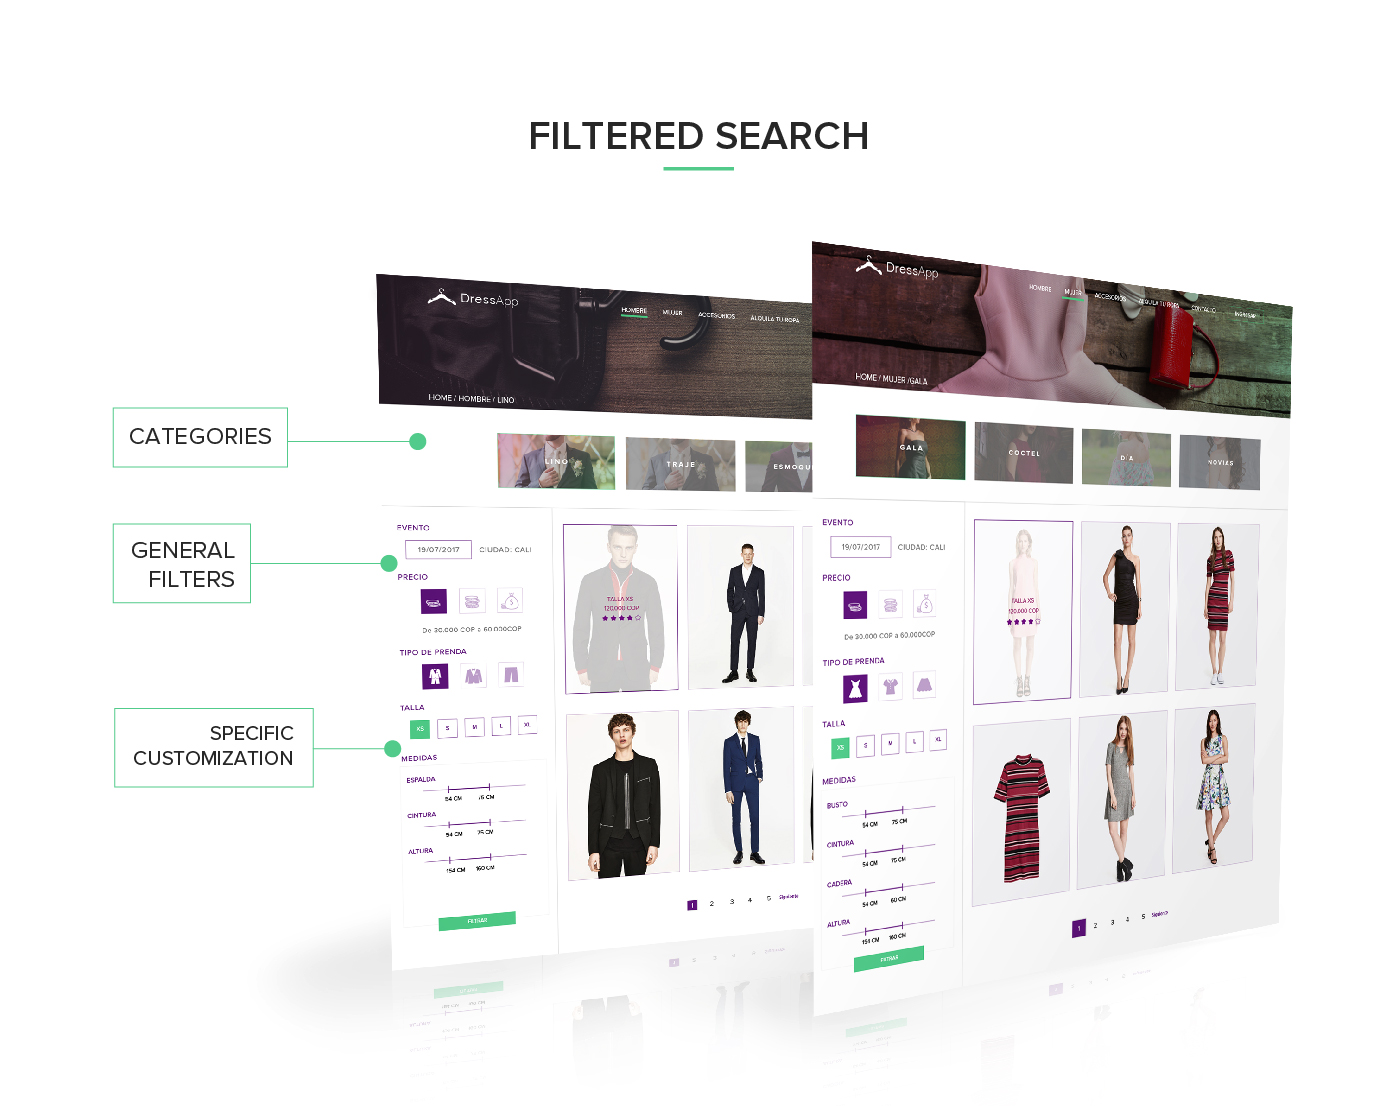 FILTERED SEARCH
CATEGORIES
GENERAL
FILTERS
SPECIFIC
CUSTOMIZATION
DressApp
HOMBRE MUJER ACCESORIOS ALQUILA TU ROPA
HOME / HOMBRE / LINO
LINO TRAJE
EVENTO
19/07/2017 CIUDAD: CALI
PRECIO
De 30.000 COP a 60.000COP
TIPO DE PRENDA
TALLA
XS S M L XL
MEDIDAS
ESPALDA
54 CM 75 CM
CINTURA
54 CM 75 CM
ALTURA
154 CM 160 CM
FILTRAR
TALLA XS
120.000 COP
1 2 3 4 5 Siguiente
DressApp
HOMBRE MUJER ACCESORIOS ALQUILA TU ROPA CONTACTO INGRESAR
HOME / MUJER /GALA
GALA COCTEL DIA NOVIAS
EVENTO
19/07/2017 CIUDAD: CALI
PRECIO
De 30.000 COP a 60.000COP
TIPO DE PRENDA
TALLA
XS S M L XL
MEDIDAS
BUSTO
54 CM 75 CM
CINTURA
54 CM 75 CM
CADERA
54 CM 60 CM
ALTURA
154 CM 160 CM
FILTRAR
TALLA XS
120.000 COP
1 2 3 4 5 Siguiente